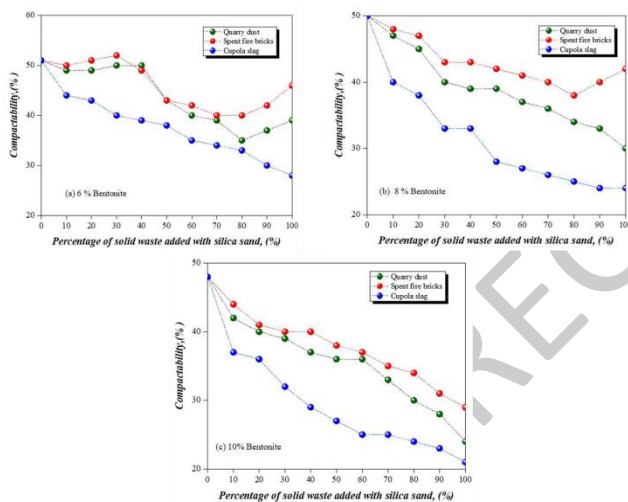 60
50
40
30
20
Compactability,(% )
Quarry dust
Spent fire bricks
Cupola slag
(a) 6 % Bentonite
0 10 20 30 40 50 60 70 80 90 100
Percentage of solid waste added with silica sand, (%)
50
40
30
20
Compactability,(% )
Quarry dust
Spent fire bricks
Cupola slag
(b) 8 % Bentonite
0 10 20 30 40 50 60 70 80 90 100
Percentage of solid waste added with silica sand, (%)
50
40
30
20
Compactability,(% )
Quarry dust
Spent fire bricks
Cupola slag
(c) 10% Bentonite
0 10 20 30 40 50 60 70 80 90 100
Percentage of solid waste added with silica sand, (%)
REC